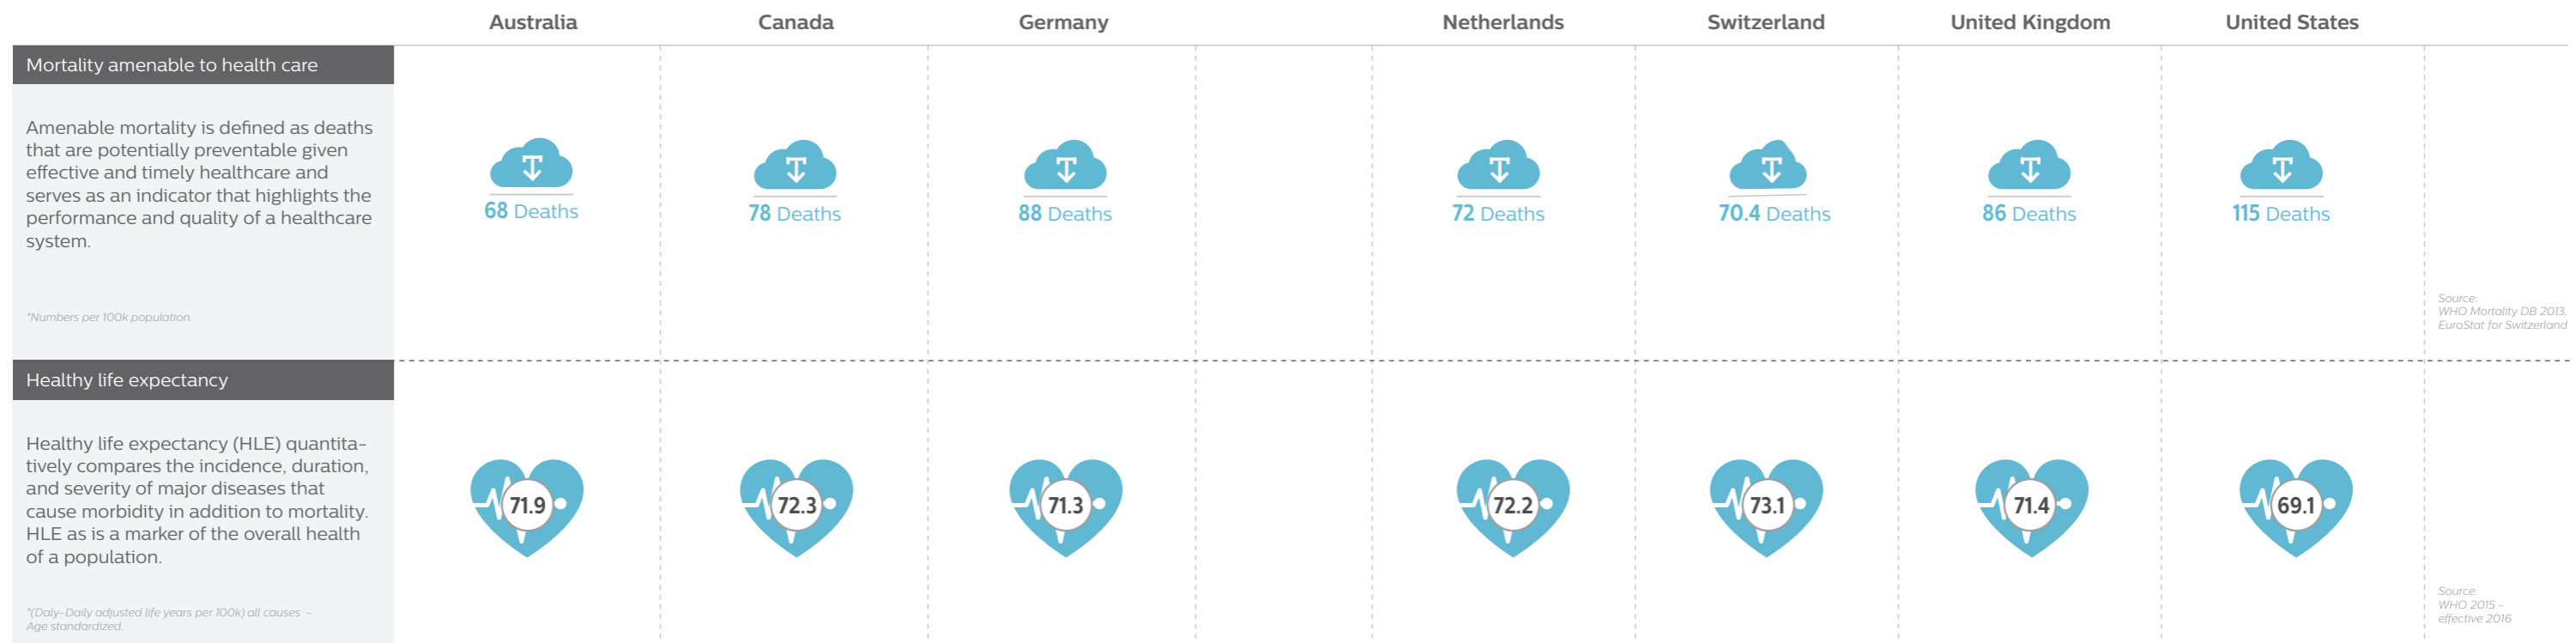 Australia
Canada
Germany
Netherlands
Switzerland
United Kingdom
United States
Mortality amenable to health care
Amenable mortality is defined as deaths
that are potentially preventable given
effective and timely healthcare and
serves as an indicator that highlights the
performance and quality of a healthcare
system.
*Numbers per 100k population.
68 Deaths
78 Deaths
88 Deaths
72 Deaths
70.4 Deaths
86 Deaths
115 Deaths
Source:
WHO Mortality DB 2013,
EuroStat for Switzerland
Healthy life expectancy
Healthy life expectancy (HLE) quantita-
tively compares the incidence, duration,
and severity of major diseases that
cause morbidity in addition to mortality.
HLE as is a marker of the overall health
of a population.
*(Daly-Daily adjusted life years per 100k) all causes -
Age standardized.
71.9
72.3
71.3
72.2
73.1
71.4
69.1
Source:
WHO 2015 -
effective 2016